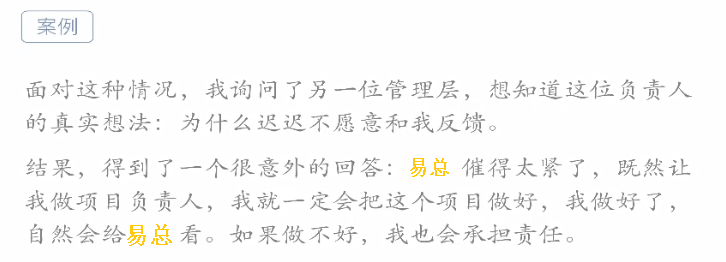 案例
面对这种情况，我询问了另一位管理层，想知道这位负责人
的真实想法：为什么迟迟不愿意和我反馈。
结果，得到了一个很意外的回答：易总 催得太紧了，既然让
我做项目负责人，我就一定会把这个项目做好，我做好了，
自然会给易总看。如果做不好，我也会承担责任。